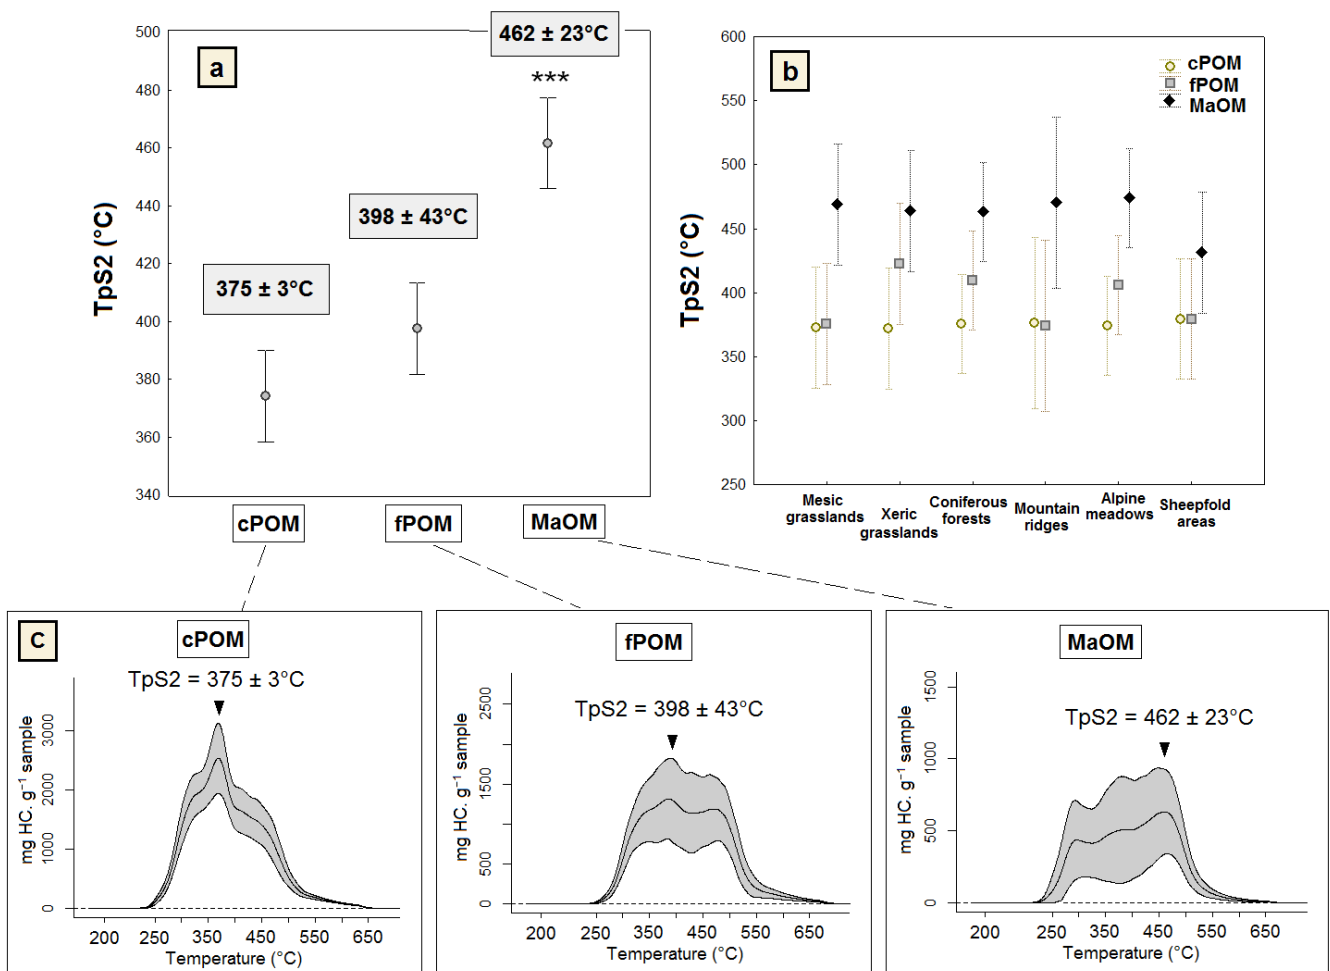 a
500
480
460
440
420
400
380
360
340
TpS2 (°C)
375 ± 3°C
398 ± 43°C
462 ± 23°C
***
cPOM
fPOM
MaOM
b
600
550
500
450
400
350
300
250
TpS2 (°C)
cPOM
fPOM
MaOM
Mesic
grasslands
Xeric
grasslands
Coniferous
forests
Mountain
ridges
Alpine
meadows
Sheepfold
areas
C
cPOM
TpS2 = 375 ± 3°C
mg HC. g⁻¹ sample
3000
2000
1000
0
200 250 350 450 550 650
Temperature (°C)
fPOM
TpS2 = 398 ± 43°C
mg HC. g⁻¹ sample
2500
1500
500
0
200 250 350 450 550 650
Temperature (°C)
MaOM
TpS2 = 462 ± 23°C
mg HC. g⁻¹ sample
1500
1000
500
0
200 250 350 450 550 650
Temperature (°C)